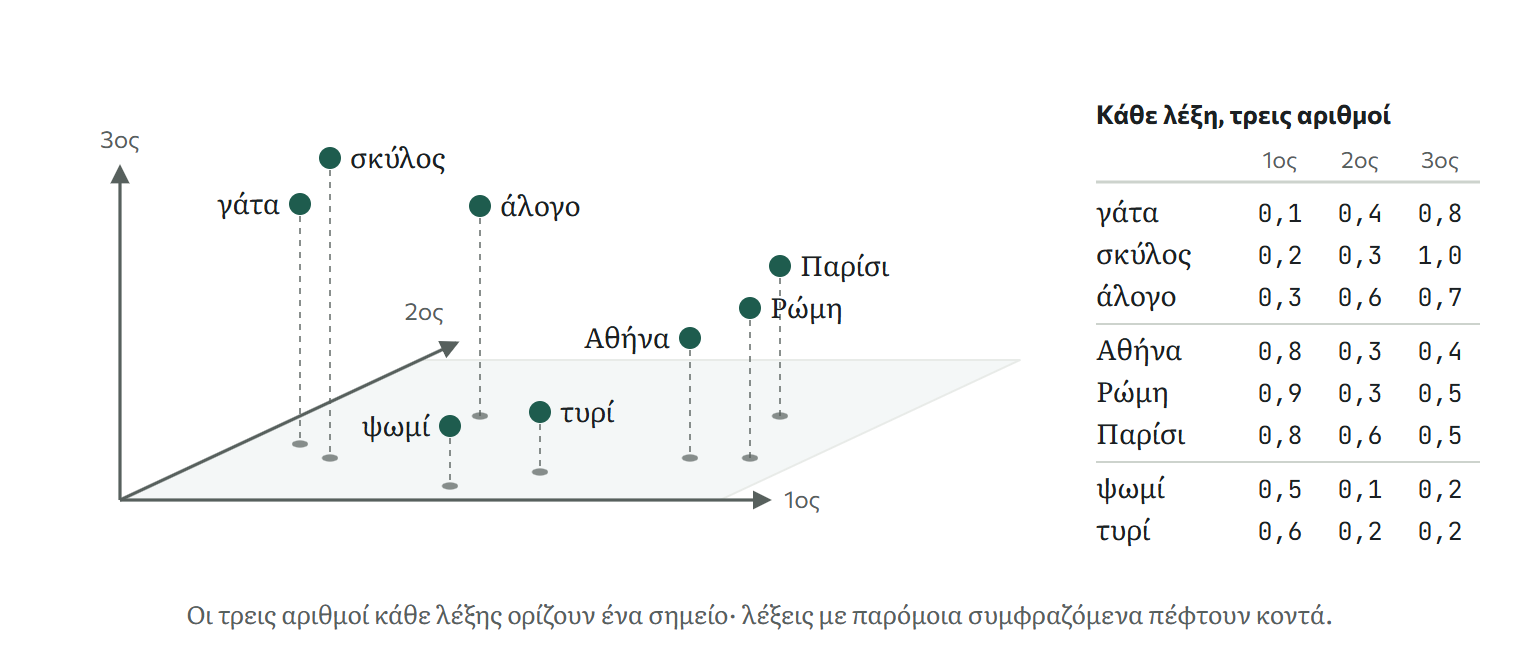 3ος
σκύλος
γάτα
άλογο
Παρίσι
2ος
Ρώμη
Αθήνα
ψωμί
τυρί
1ος
Κάθε λέξη, τρεις αριθμοί
1ος 2ος 3ος
γάτα 0,1 0,4 0,8
σκύλος 0,2 0,3 1,0
άλογο 0,3 0,6 0,7
Αθήνα 0,8 0,3 0,4
Ρώμη 0,9 0,3 0,5
Παρίσι 0,8 0,6 0,5
ψωμί 0,5 0,1 0,2
τυρί 0,6 0,2 0,2
Οι τρεις αριθμοί κάθε λέξης ορίζουν ένα σημείο· λέξεις με παρόμοια συμφραζόμενα πέφτουν κοντά.